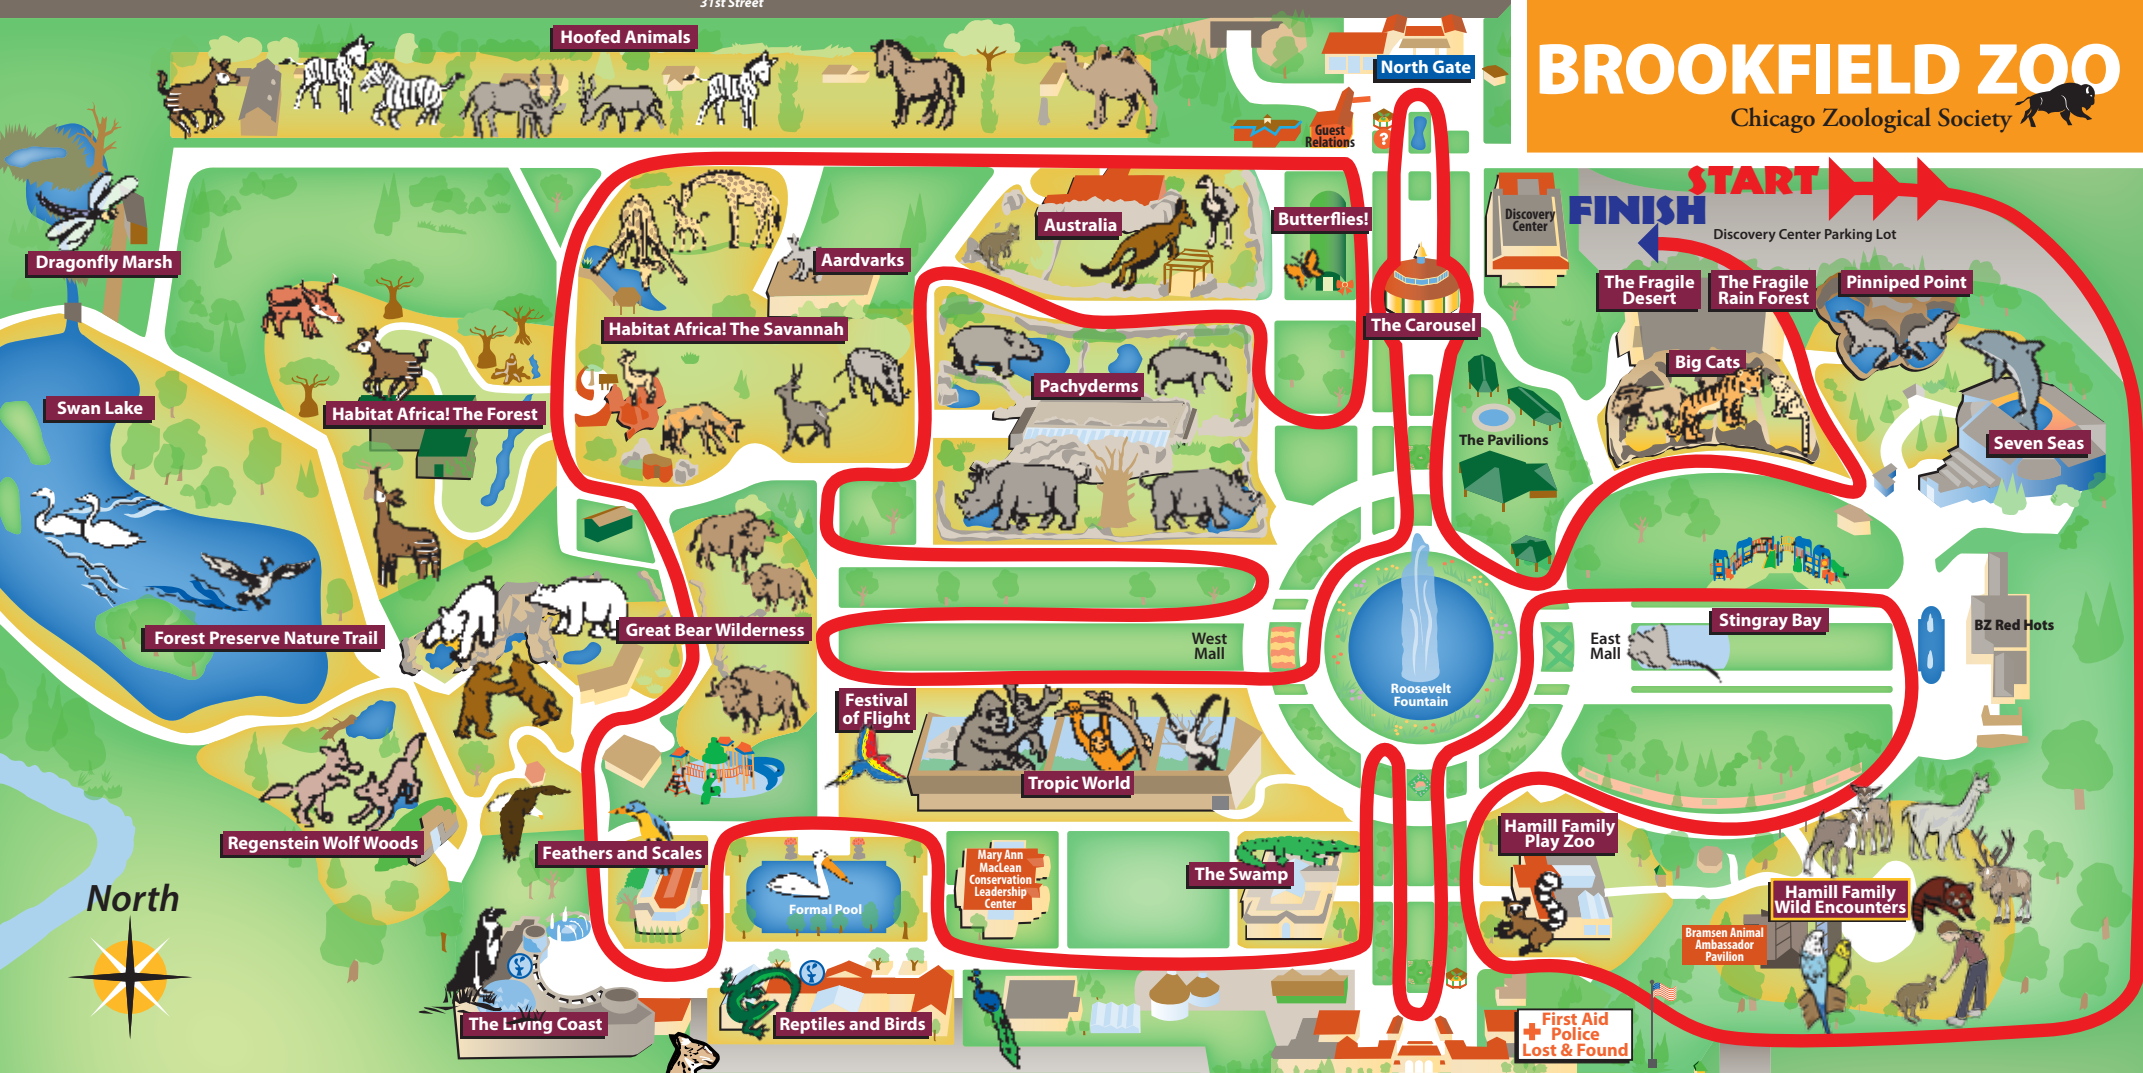 31st Street
BROOKFIELD ZOO
Chicago Zoological Society
Hoofed Animals
North Gate
Guest
Relations
?
START
FINISH
Discovery
Center
Discovery Center Parking Lot
Dragonfly Marsh
Australia
Butterflies!
Aardvarks
The Fragile
Desert
The Fragile
Rain Forest
Pinniped Point
Habitat Africa! The Savannah
The Carousel
Big Cats
Pachyderms
Swan Lake
Habitat Africa! The Forest
The Pavilions
Seven Seas
Forest Preserve Nature Trail
Great Bear Wilderness
West
Mall
East
Mall
Stingray Bay
BZ Red Hots
Roosevelt
Fountain
Festival
of Flight
Tropic World
Regenstein Wolf Woods
Feathers and Scales
Formal Pool
Mary Ann
MacLean
Conservation
Leadership
Center
The Swamp
Hamill Family
Play Zoo
Hamill Family
Wild Encounters
Bramsen Animal
Ambassador
Pavilion
North
The Living Coast
Reptiles and Birds
First Aid
Police
Lost & Found